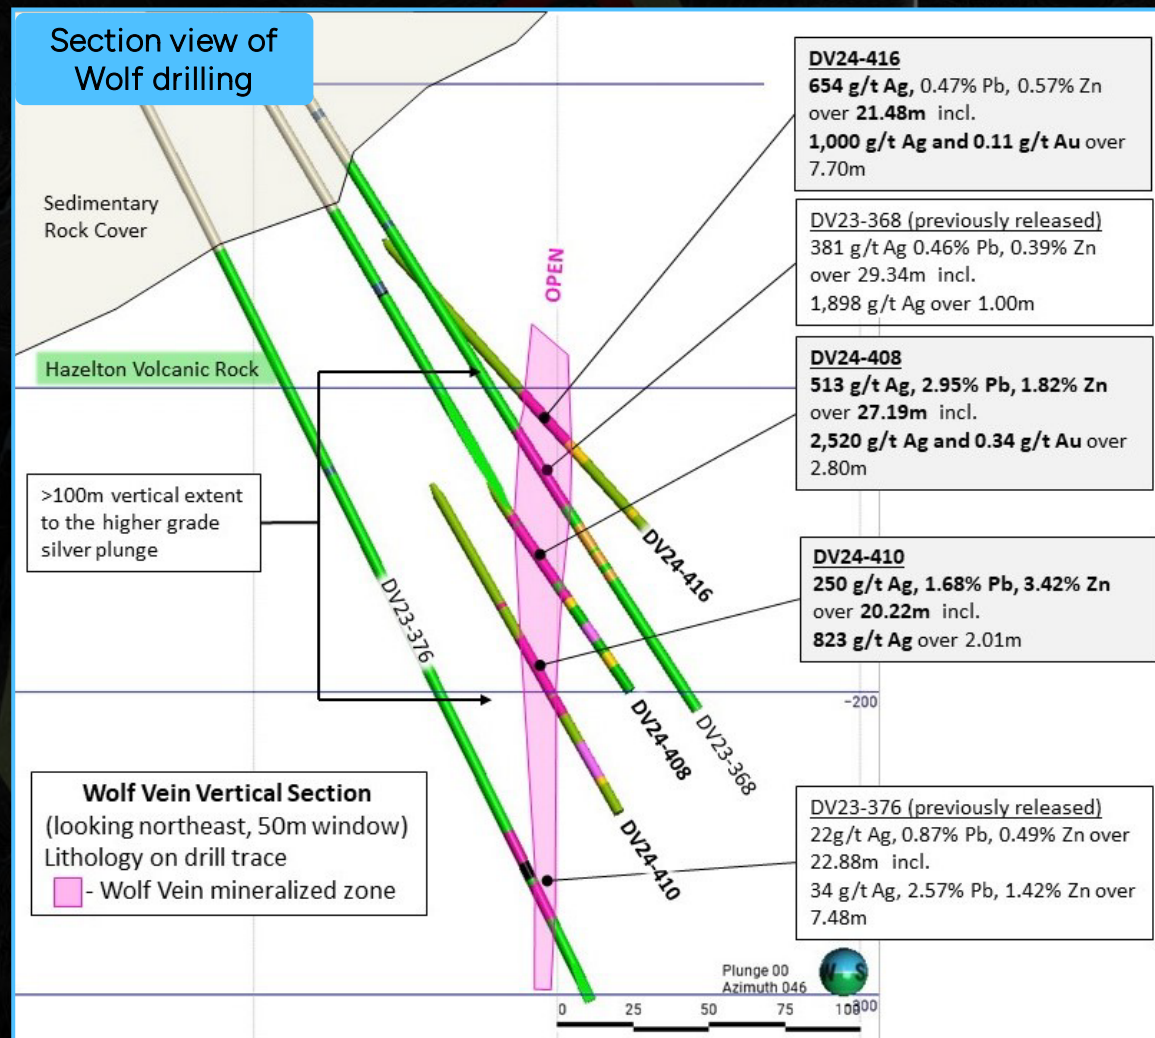 Section view of
Wolf drilling
DV24-416
654 g/t Ag, 0.47% Pb, 0.57% Zn
over 21.48m incl.
1,000 g/t Ag and 0.11 g/t Au over
7.70m
Sedimentary
Rock Cover
DV23-368 (previously released)
381 g/t Ag 0.46% Pb, 0.39% Zn
over 29.34m incl.
1,898 g/t Ag over 1.00m
OPEN
Hazelton Volcanic Rock
DV24-408
513 g/t Ag, 2.95% Pb, 1.82% Zn
over 27.19m incl.
2,520 g/t Ag and 0.34 g/t Au over
2.80m
>100m vertical extent
to the higher grade
silver plunge
DV24-416
DV24-410
250 g/t Ag, 1.68% Pb, 3.42% Zn
over 20.22m incl.
823 g/t Ag over 2.01m
DV23-376
-200
DV24-408
DV23-368
Wolf Vein Vertical Section
(looking northeast, 50m window)
Lithology on drill trace
- Wolf Vein mineralized zone
DV24-410
DV23-376 (previously released)
22g/t Ag, 0.87% Pb, 0.49% Zn over
22.88m incl.
34 g/t Ag, 2.57% Pb, 1.42% Zn over
7.48m
Plunge 00
Azimuth 046
W S
0 25 50 75 100
-300